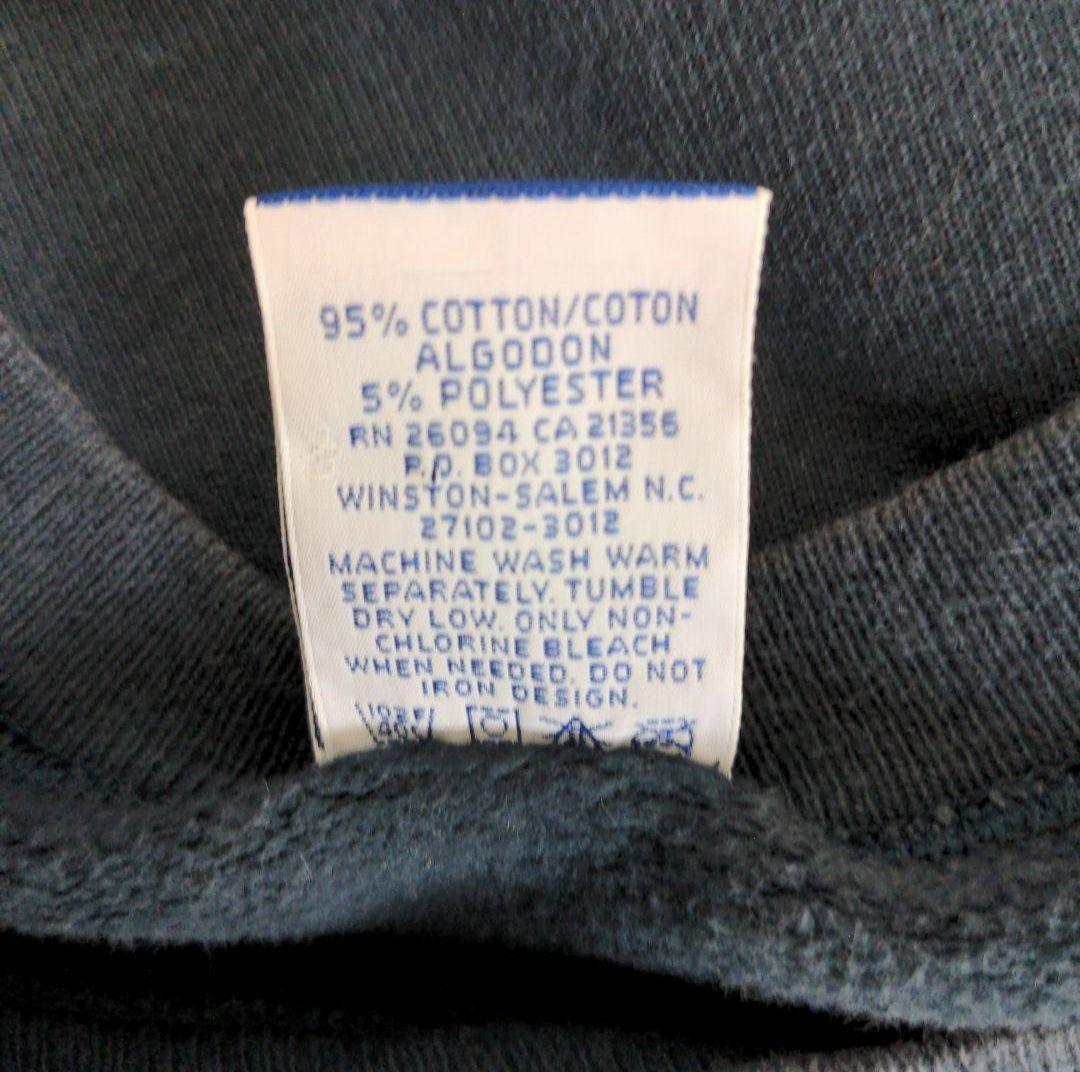 95% COTTON/COTON
ALGODON
5% POLYESTER
RN 26094 CA 21356
P.O. BOX 3012
WINSTON-SALEM N.C.
27102-3012
MACHINE WASH WARM
SEPARATELY. TUMBLE
DRY LOW. ONLY NON-
CHLORINE BLEACH
WHEN NEEDED. DO NOT
IRON DESIGN.